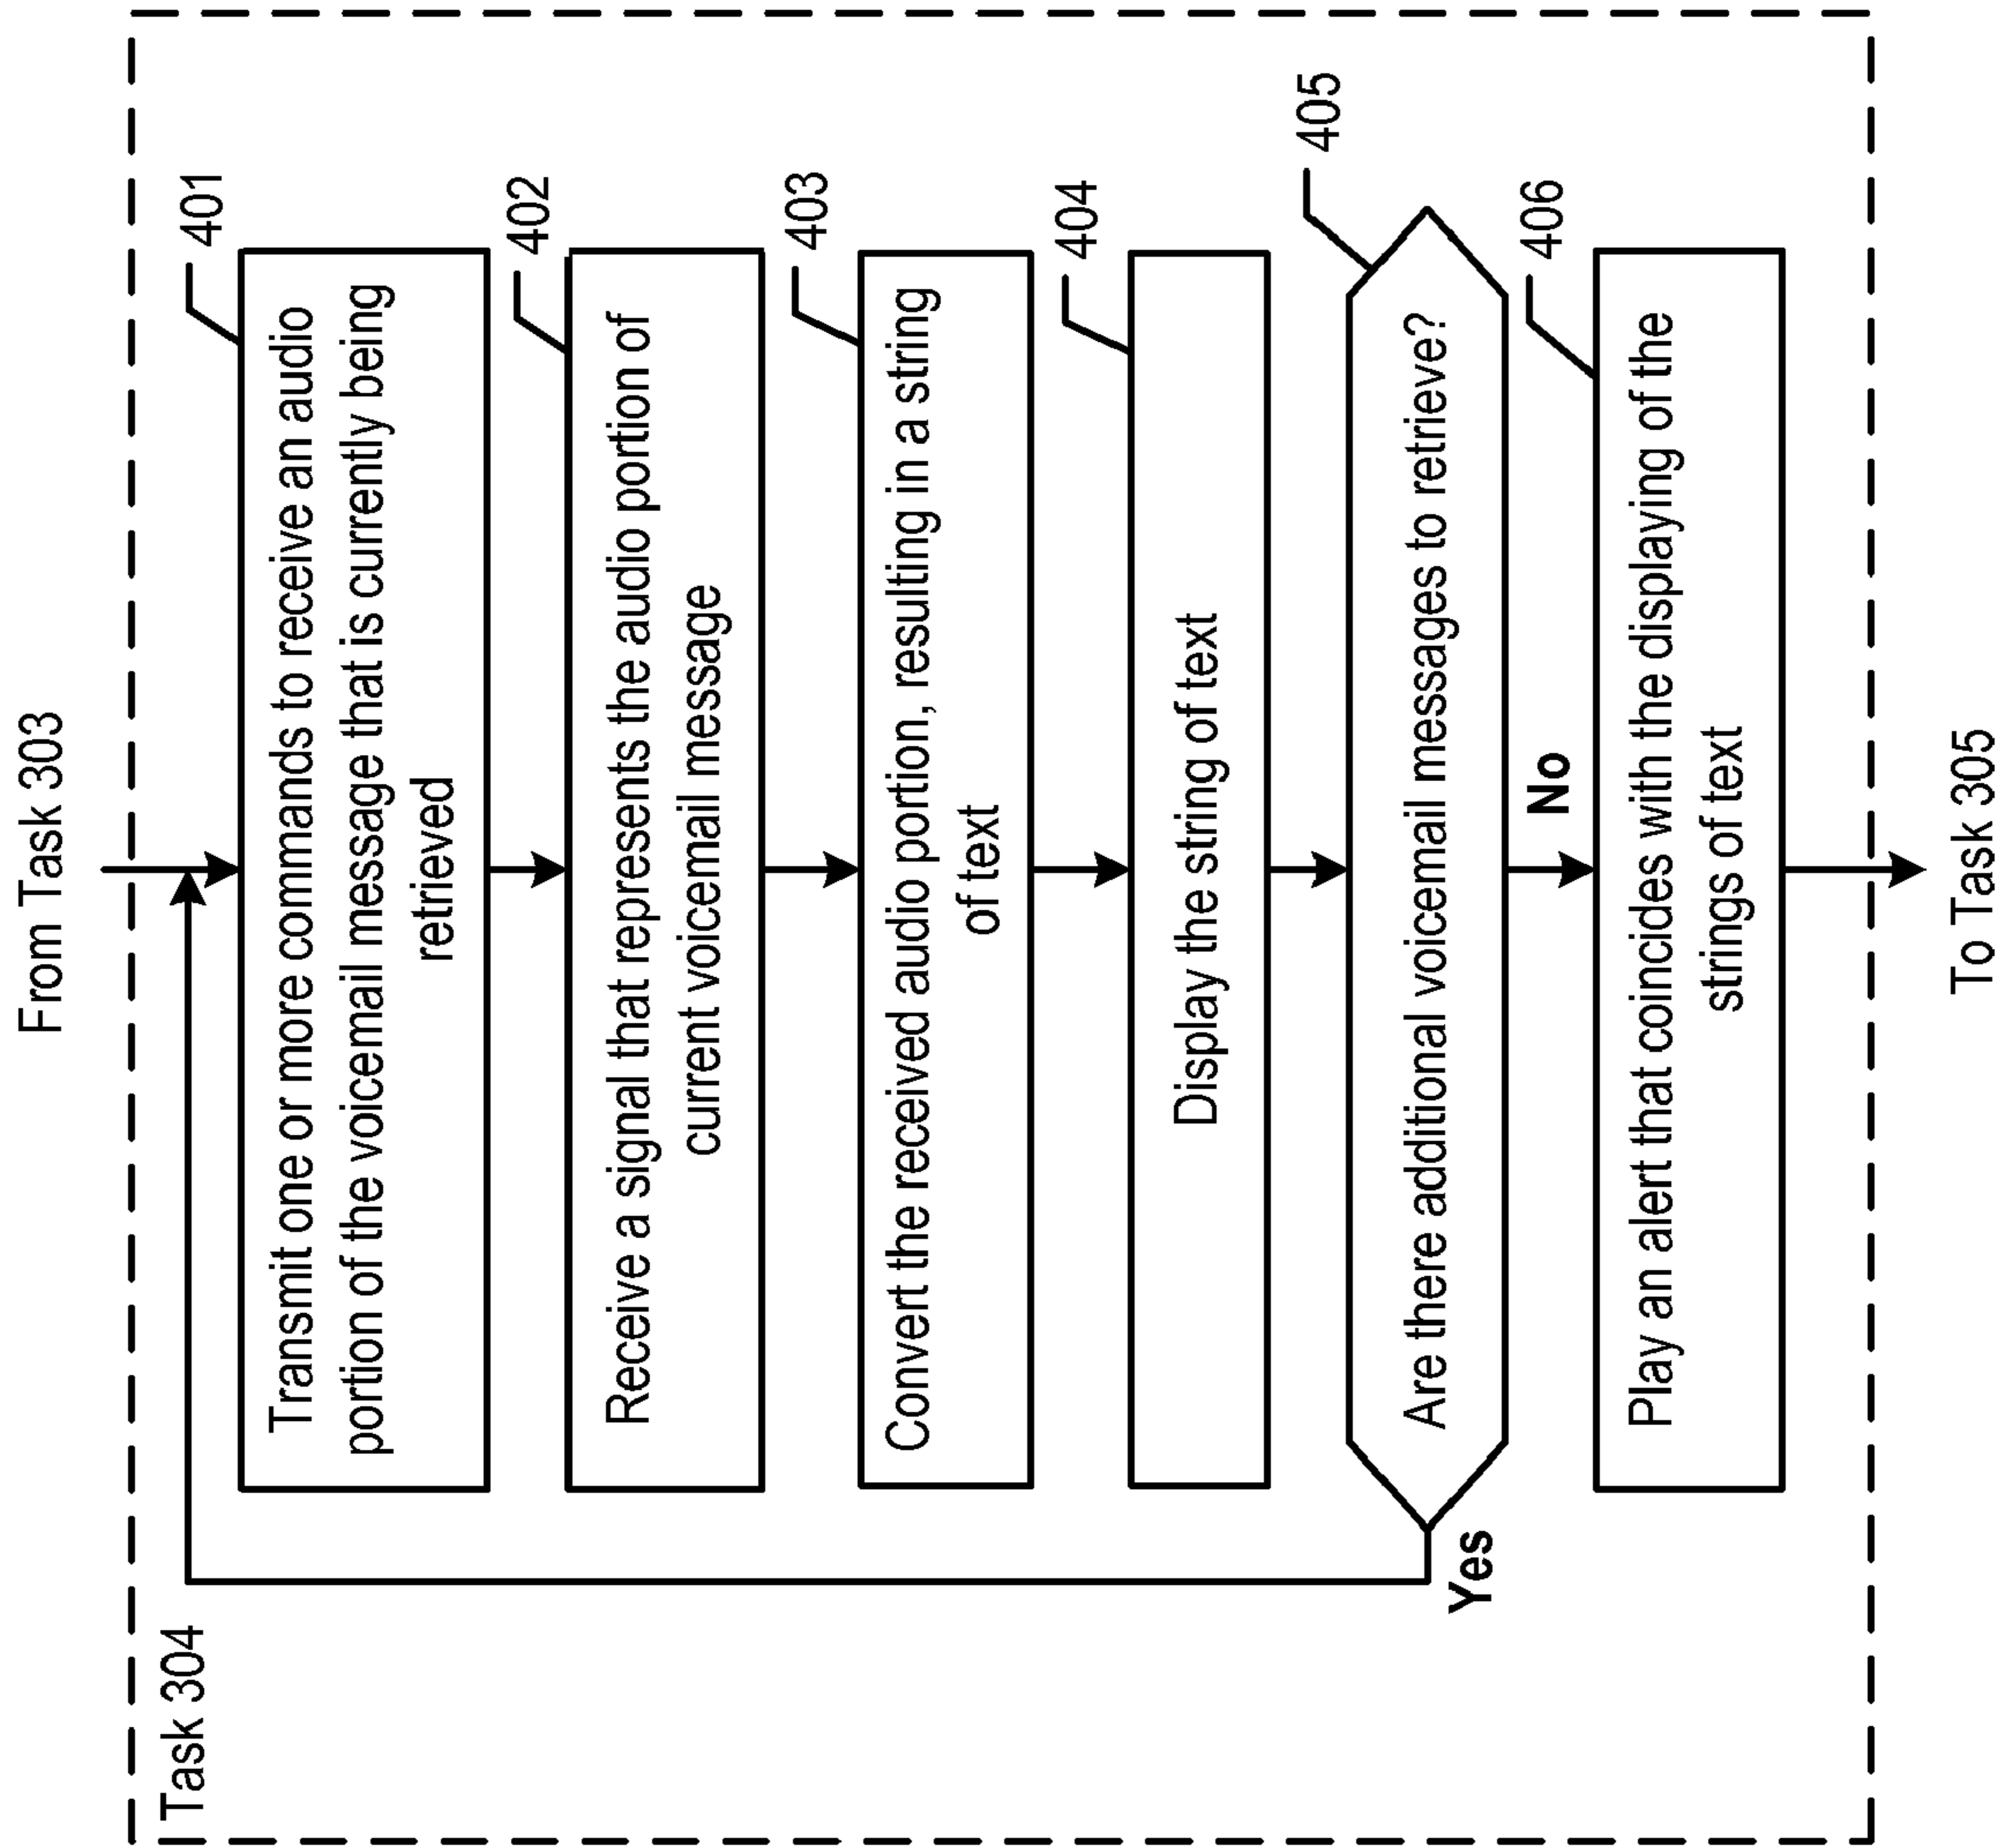 From Task 303
Task 304
401
Transmit one or more commands to receive an audio
portion of the voicemail message that is currently being
retrieved
402
Receive a signal that represents the audio portion of
current voicemail message
403
Convert the received audio portion, resulting in a string
of text
404
Display the string of text
405
Are there additional voicemail messages to retrieve?
Yes
No
406
Play an alert that coincides with the displaying of the
strings of text
To Task 305